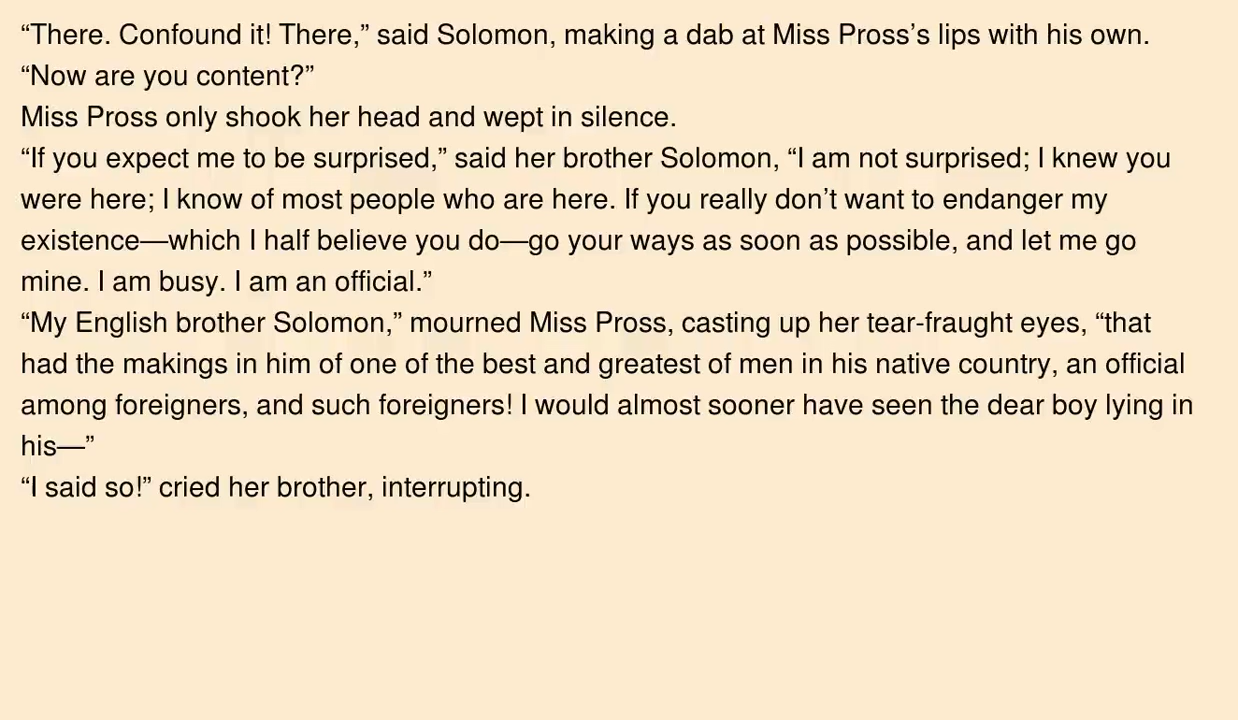 “There. Confound it! There,” said Solomon, making a dab at Miss Pross’s lips with his own.
“Now are you content?”
Miss Pross only shook her head and wept in silence.
“If you expect me to be surprised,” said her brother Solomon, “I am not surprised; I knew you
were here; I know of most people who are here. If you really don’t want to endanger my
existence—which I half believe you do—go your ways as soon as possible, and let me go
mine. I am busy. I am an official.”
“My English brother Solomon,” mourned Miss Pross, casting up her tear-fraught eyes, “that
had the makings in him of one of the best and greatest of men in his native country, an official
among foreigners, and such foreigners! I would almost sooner have seen the dear boy lying in
his—”
“I said so!” cried her brother, interrupting.